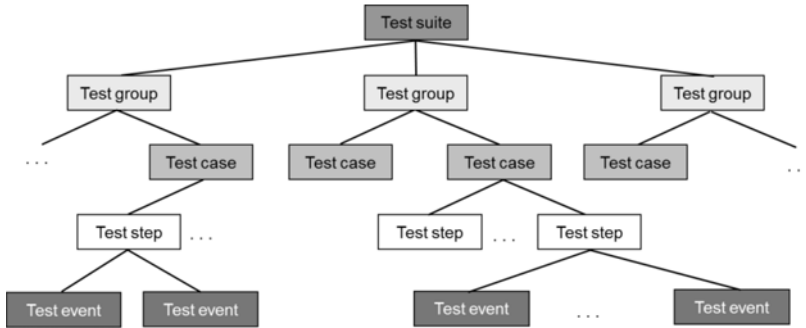 Test suite
Test group Test group Test group
... Test case Test case Test case Test case ..
Test step ... Test step ... Test step
Test event Test event Test event ... Test event